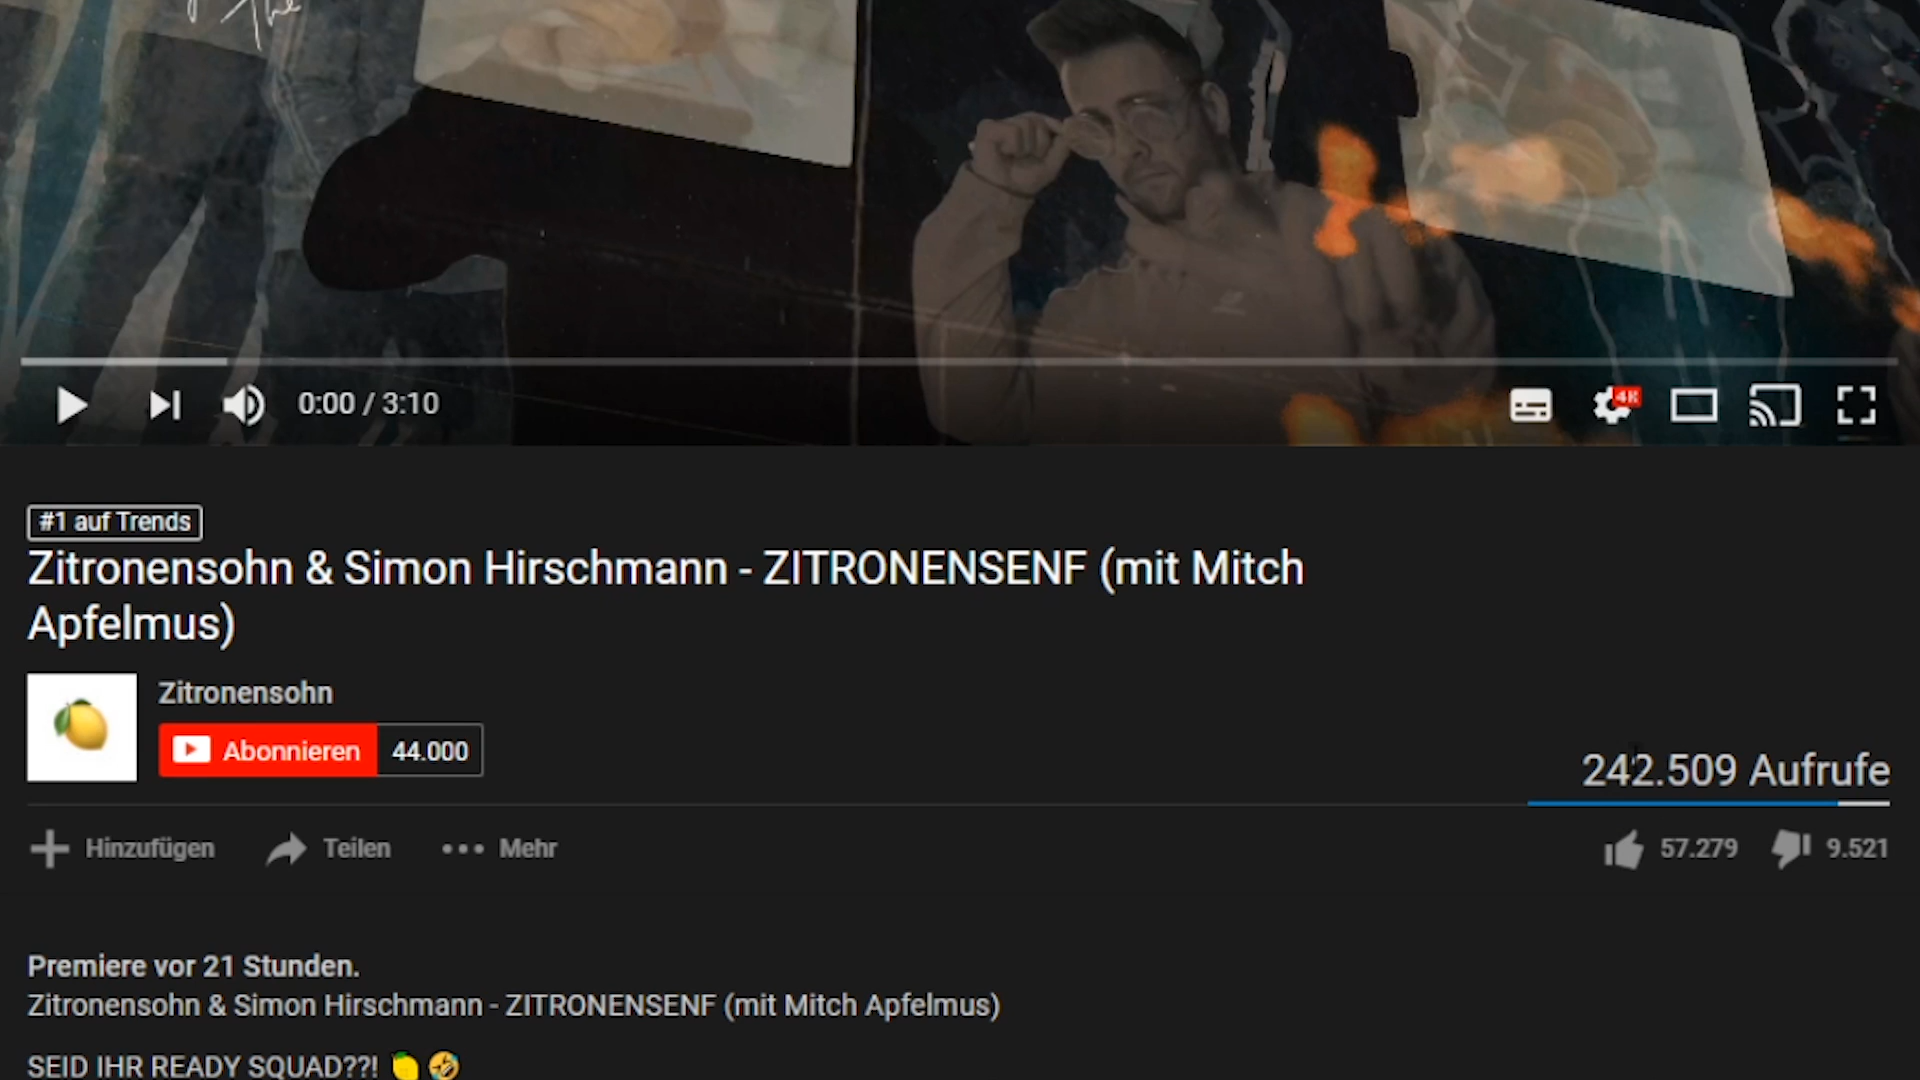 The
0:00 / 3:10
4K
#1 auf Trends
Zitronensohn & Simon Hirschmann - ZITRONENSENF (mit Mitch
Apfelmus)
Zitronensohn
Abonnieren 44.000
242.509 Aufrufe
Hinzufügen Teilen Mehr 57.279 9.521
Premiere vor 21 Stunden.
Zitronensohn & Simon Hirschmann - ZITRONENSENF (mit Mitch Apfelmus)
SEID IHR READY SQUAD??! 🍋🤣